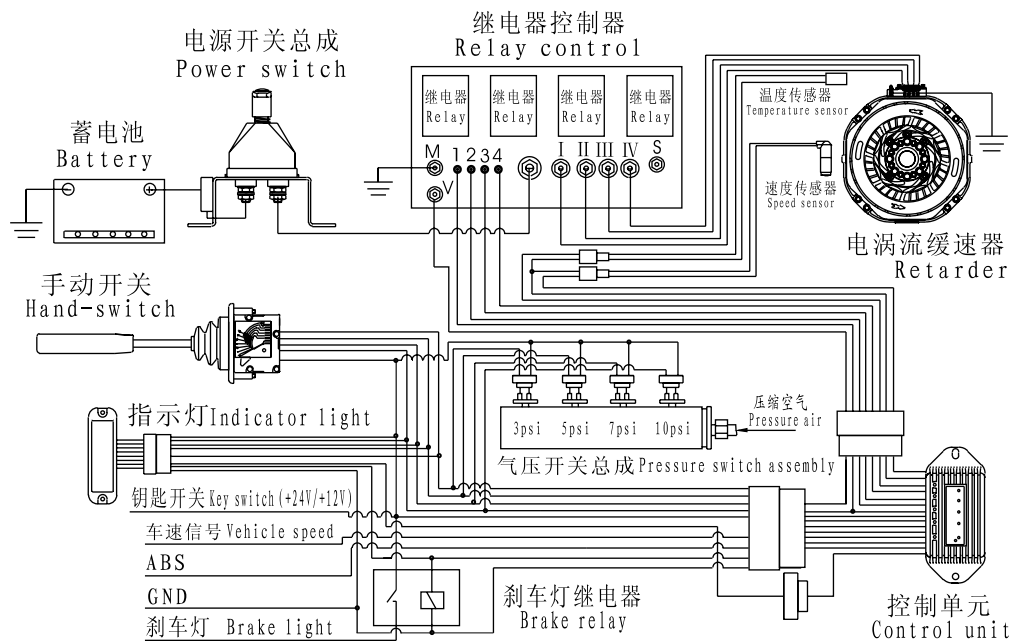 电源开关总成
Power switch
继电器控制器
Relay control
继电器
Relay
继电器
Relay
继电器
Relay
继电器
Relay
M
1
2
3
4
I
II
III
IV
S
V
温度传感器
Temperature sensor
速度传感器
Speed sensor
电涡流缓速器
Retarder
蓄电池
Battery
手动开关
Hand-switch
指示灯Indicator light
3psi
5psi
7psi
10psi
压缩空气
Pressure air
气压开关总成Pressure switch assembly
钥匙开关Key switch(+24V/+12V)
车速信号Vehicle speed
ABS
GND
刹车灯 Brake light
刹车灯继电器
Brake relay
控制单元
Control unit